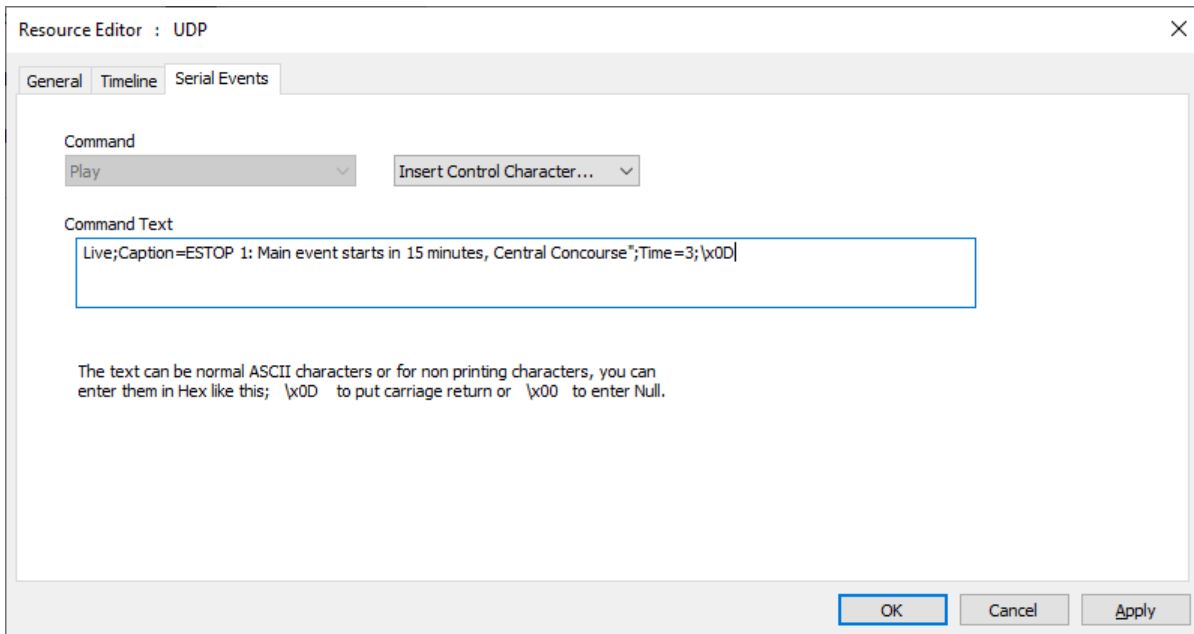 Resource Editor : UDP
General Timeline Serial Events
Command
Play Insert Control Character...
Command Text
Live;Caption=ESTOP 1: Main event starts in 15 minutes, Central Concourse";Time=3;\x0D
The text can be normal ASCII characters or for non printing characters, you can
enter them in Hex like this; \x0D to put carriage return or \x00 to enter Null.
OK Cancel Apply